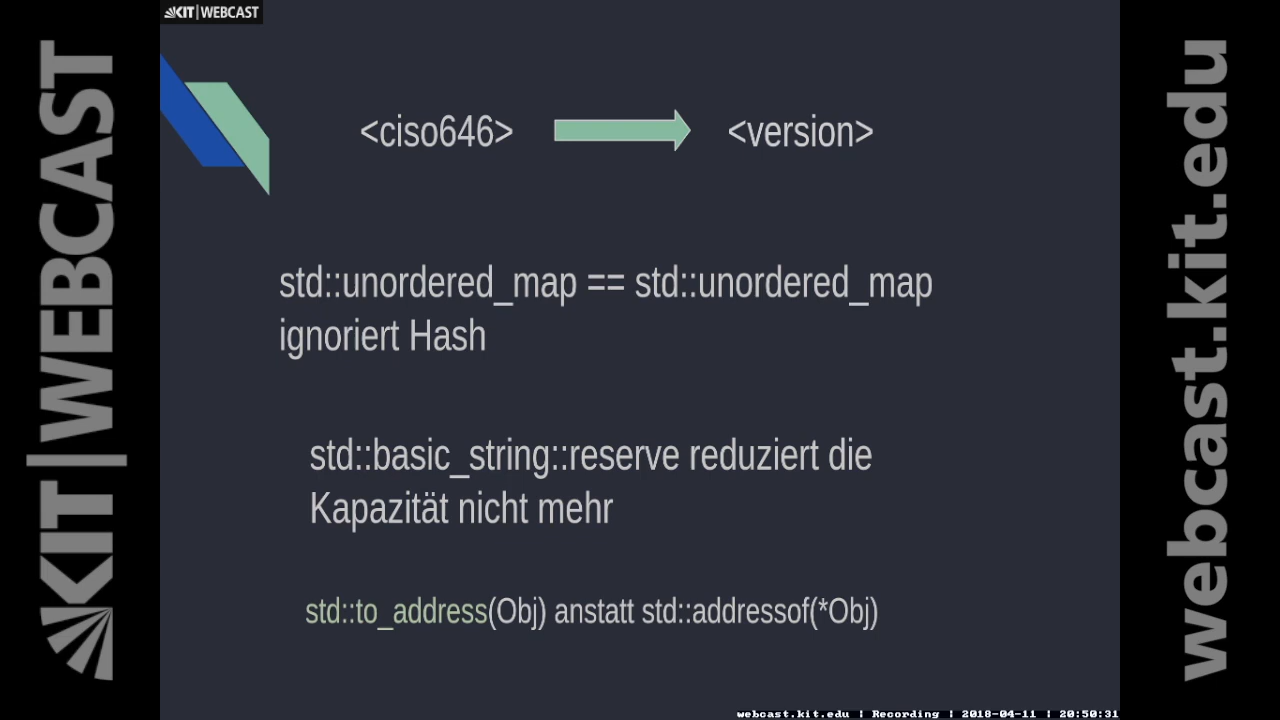 KIT|WEBCAST
<ciso646> <version>
std::unordered_map == std::unordered_map
ignoriert Hash
std::basic_string::reserve reduziert die
Kapazität nicht mehr
std::to_address(Obj) anstatt std::addressof(*Obj)
webcast.kit.edu | Recording | 2018-04-11 | 20:50:31
KIT|WEBCAST
webcast.kit.edu